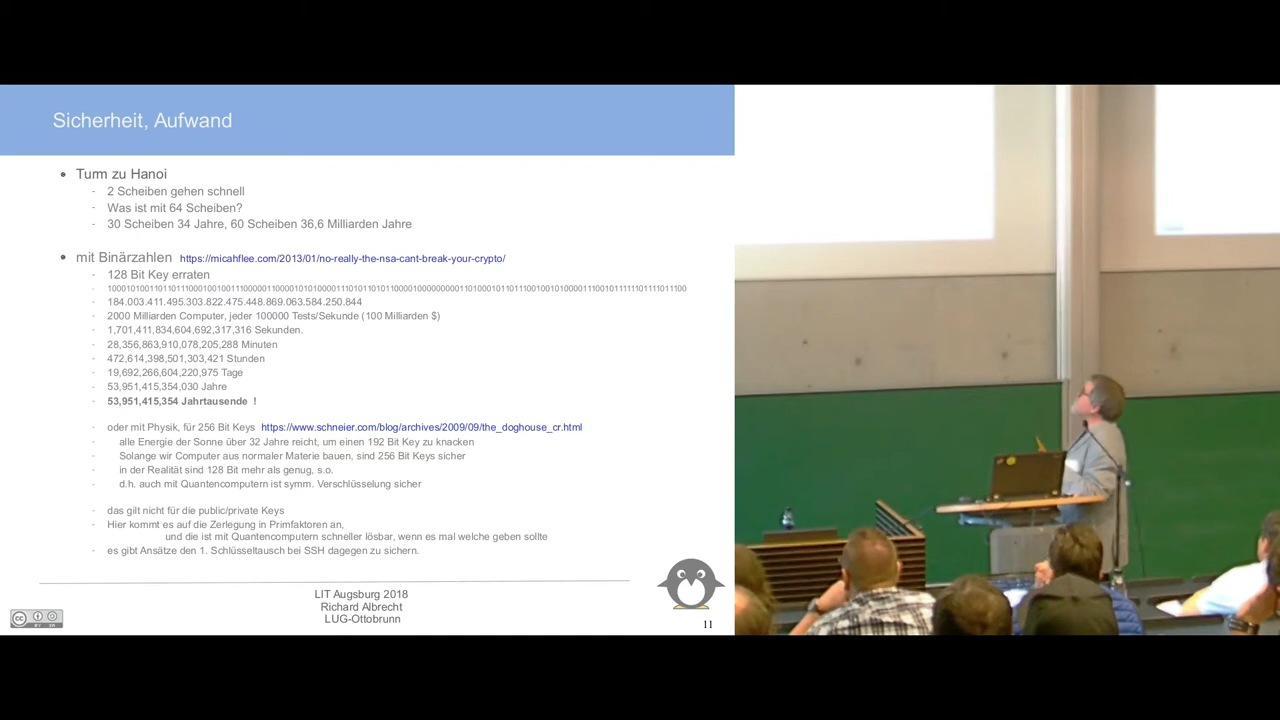 Sicherheit, Aufwand
Turm zu Hanoi
2 Scheiben gehen schnell
Was ist mit 64 Scheiben?
30 Scheiben 34 Jahre, 60 Scheiben 36,6 Milliarden Jahre
mit Binärzahlen https://micahflee.com/2013/01/no-really-the-nsa-cant-break-your-crypto/
128 Bit Key erraten
184.003.411.495.303.822.475.448.869.063.584.250.844
2000 Milliarden Computer, jeder 100000 Tests/Sekunde (100 Milliarden $)
1,701,411,834,604,692,317,316 Sekunden.
28,356,863,910,078,205,288 Minuten
472,614,398,501,303,421 Stunden
19,692,266,604,220,975 Tage
53,951,415,354,030 Jahre
53,951,415,354 Jahrtausende !
oder mit Physik, für 256 Bit Keys https://www.schneier.com/blog/archives/2009/09/the_doghouse_cr.html
alle Energie der Sonne über 32 Jahre reicht, um einen 192 Bit Key zu knacken
Solange wir Computer aus normaler Materie bauen, sind 256 Bit Keys sicher
in der Realität sind 128 Bit mehr als genug, s.o.
d.h. auch mit Quantencomputern ist symm. Verschlüsselung sicher
das gilt nicht für die public/private Keys
Hier kommt es auf die Zerlegung in Primfaktoren an,
und die ist mit Quantencomputern schneller lösbar, wenn es mal welche geben sollte
es gibt Ansätze den 1. Schlüsseltausch bei SSH dagegen zu sichern.
LIT Augsburg 2018
Richard Albrecht
LUG-Ottobrunn
11